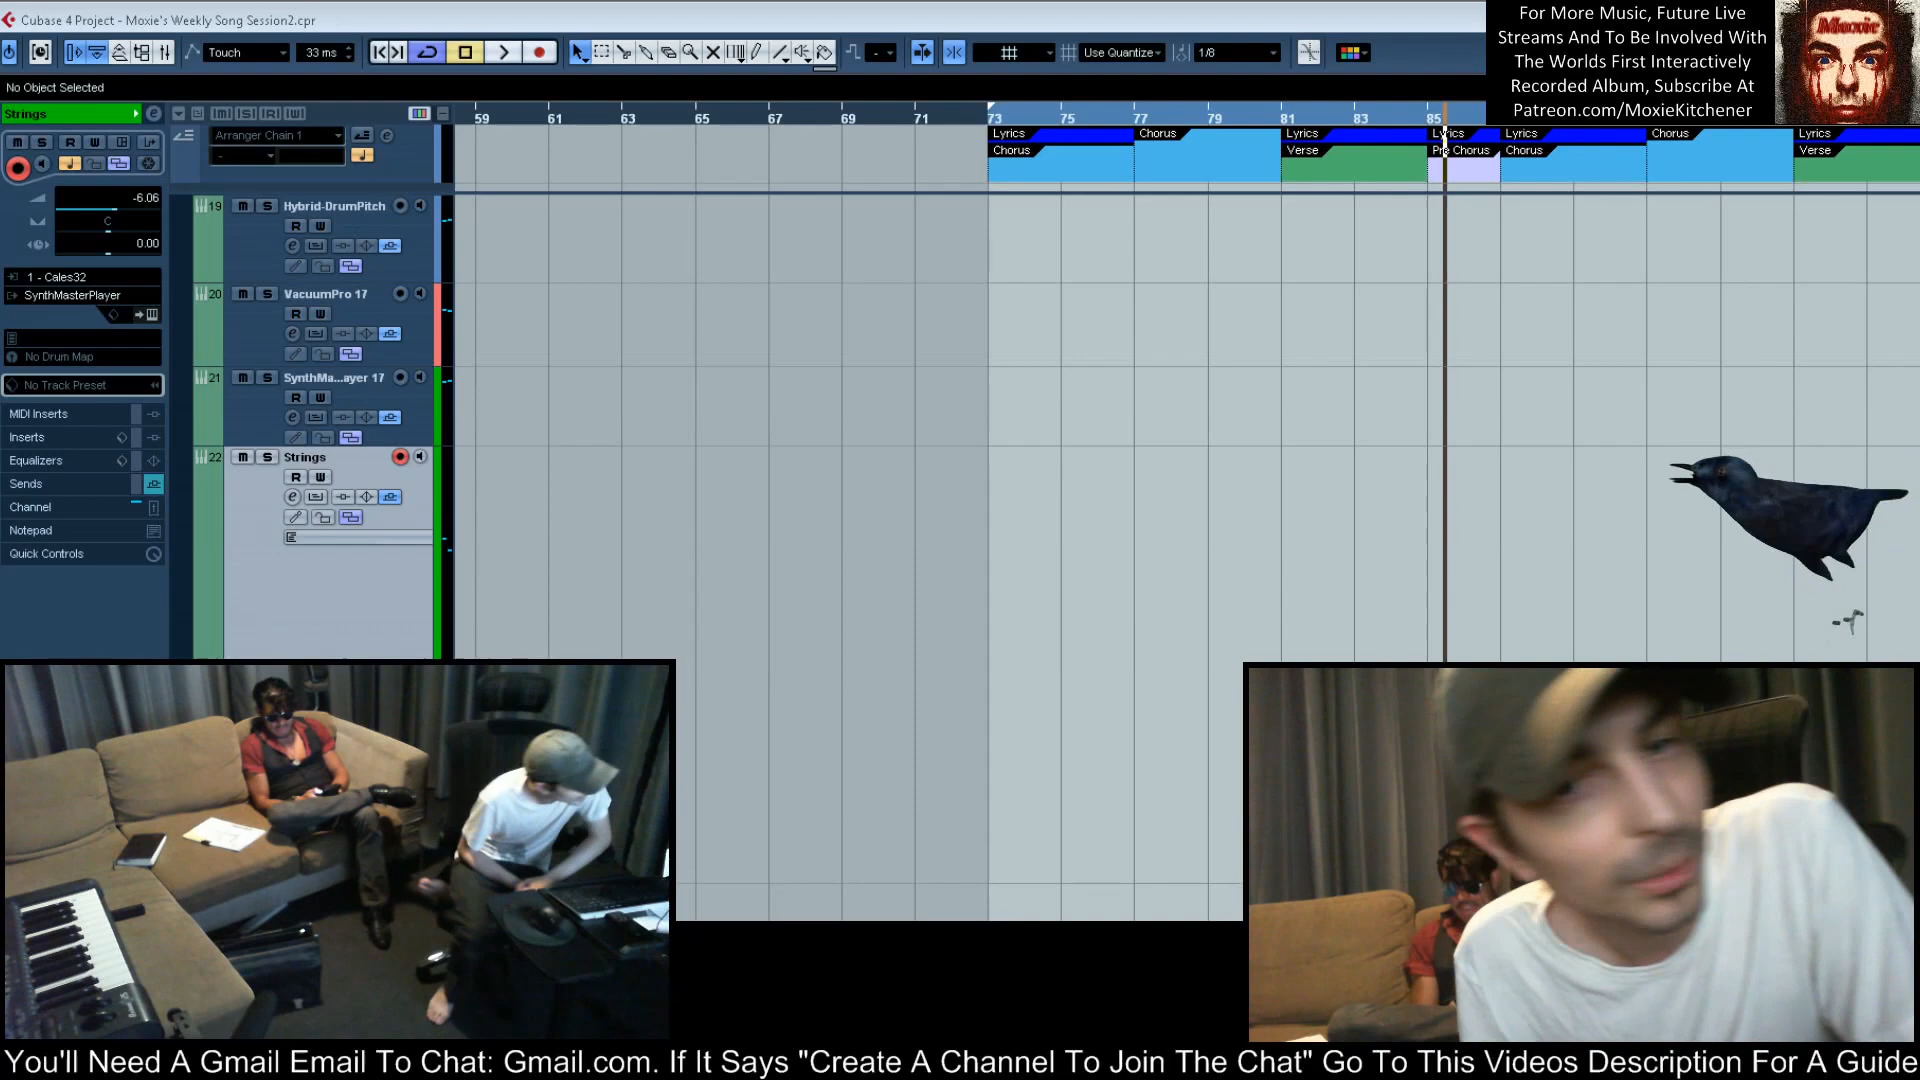 Cubase 4 Project - Moxie's Weekly Song Session2.cpr
Touch
33 ms
Use Quantize
1/8
For More Music, Future Live
Streams And To Be Involved With
The Worlds First Interactively
Recorded Album, Subscribe At
Patreon.com/MoxieKitchener
Moxie
No Object Selected
Strings
Arranger Chain 1
59 61 63 65 67 69 71 73 75 77 79 81 83 85
Lyrics Chorus Lyrics Lyrics Lyrics Chorus Lyrics
Chorus Verse Pre Chorus Chorus Verse
M S R W
-6.06
C
0.00
1 - Cales32
SynthMasterPlayer
No Drum Map
No Track Preset
MIDI Inserts
Inserts
Equalizers
Sends
Channel
Notepad
Quick Controls
19 m S Hybrid-DrumPitch
R W
20 m S VacuumPro 17
R W
21 m S SynthMa...ayer 17
R W
22 m S Strings
R W
You'll Need A Gmail Email To Chat: Gmail.com. If It Says "Create A Channel To Join The Chat" Go To This Videos Description For A Guide